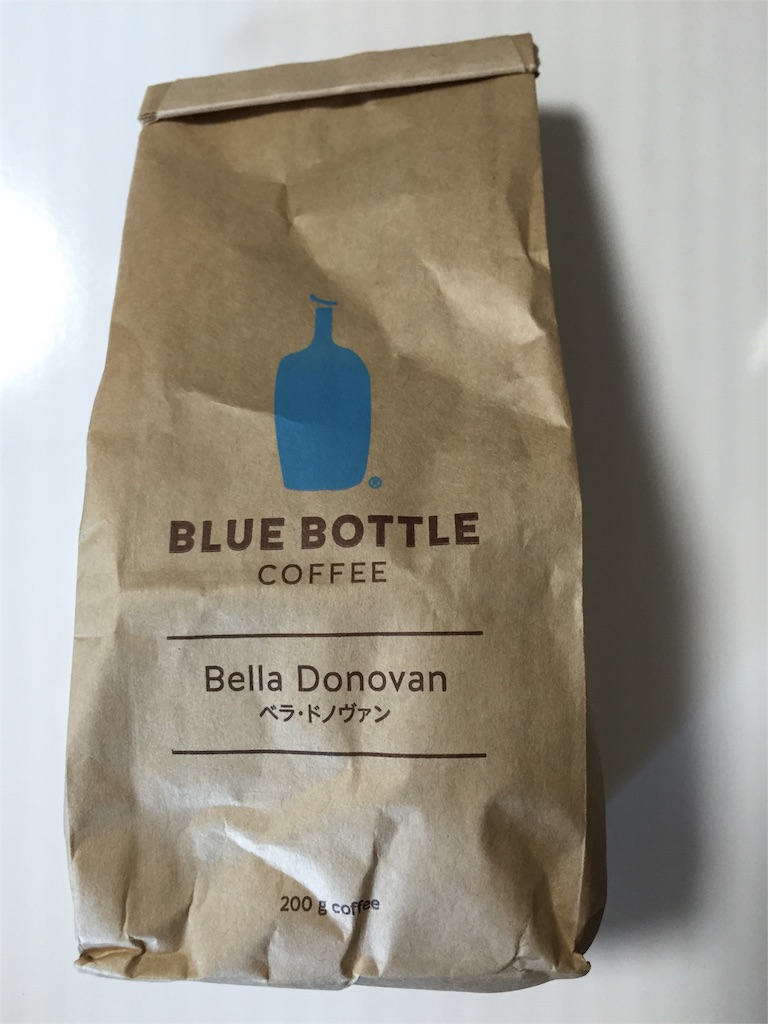 ®
BLUE BOTTLE
COFFEE
Bella Donovan
ベラ・ドノヴァン
200 g coffee